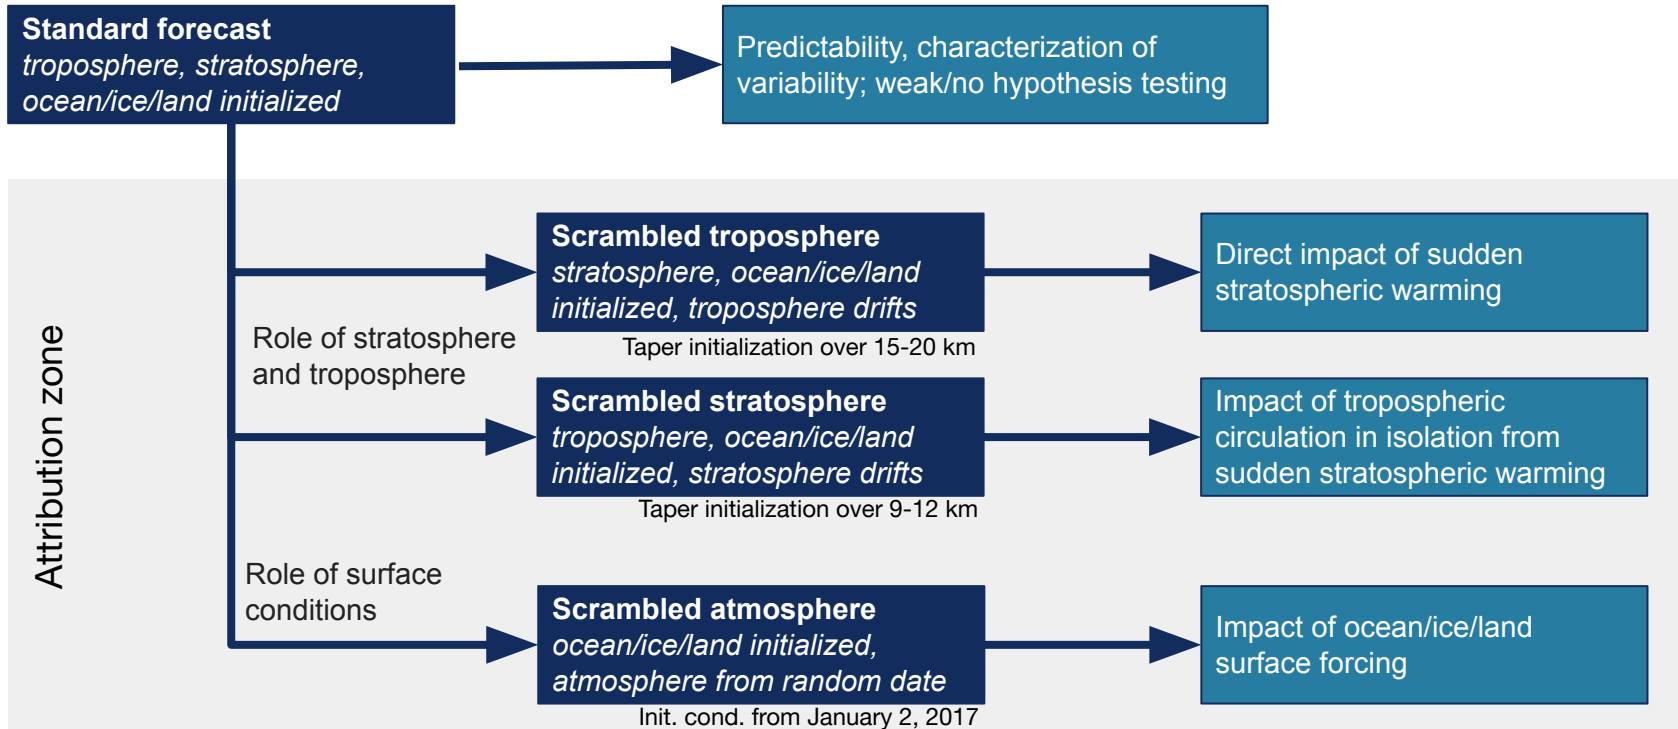 Standard forecast
troposphere, stratosphere,
ocean/ice/land initialized
Predictability, characterization of
variability; weak/no hypothesis testing
Attribution zone
Role of stratosphere
and troposphere
Scrambled troposphere
stratosphere, ocean/ice/land
initialized, troposphere drifts
Taper initialization over 15-20 km
Direct impact of sudden
stratospheric warming
Scrambled stratosphere
troposphere, ocean/ice/land
initialized, stratosphere drifts
Taper initialization over 9-12 km
Impact of tropospheric
circulation in isolation from
sudden stratospheric warming
Role of surface
conditions
Scrambled atmosphere
ocean/ice/land initialized,
atmosphere from random date
Init. cond. from January 2, 2017
Impact of ocean/ice/land
surface forcing